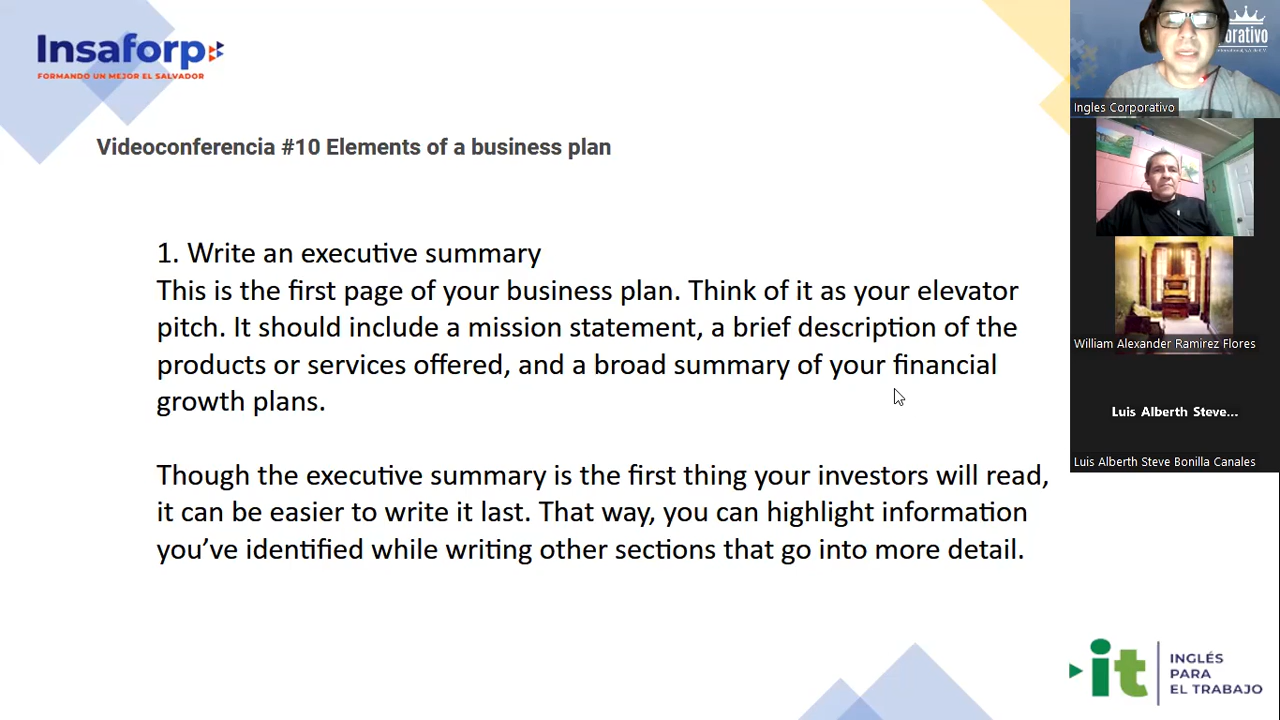 Insaforp
FORMANDO UN MEJOR EL SALVADOR
Videoconferencia #10 Elements of a business plan
1. Write an executive summary
This is the first page of your business plan. Think of it as your elevator
pitch. It should include a mission statement, a brief description of the
products or services offered, and a broad summary of your financial
growth plans.
Though the executive summary is the first thing your investors will read,
it can be easier to write it last. That way, you can highlight information
you’ve identified while writing other sections that go into more detail.
Ingles Corporativo
William Alexander Ramirez Flores
Luis Alberth Steve...
Luis Alberth Steve Bonilla Canales
it
INGLÉS
PARA
EL TRABAJO